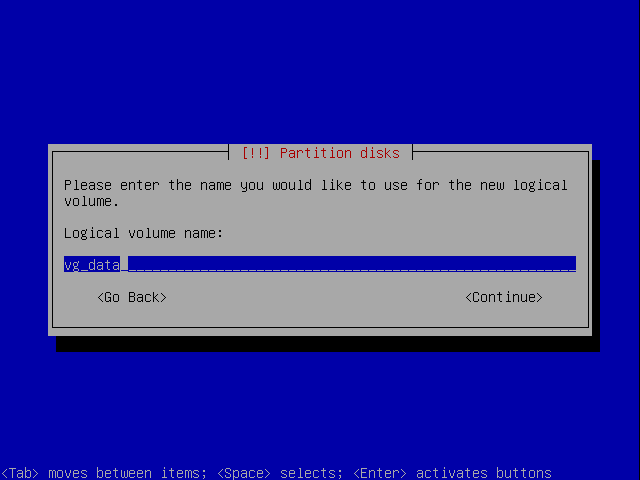 [!!] Partition disks
Please enter the name you would like to use for the new logical
volume.
Logical volume name:
vg_data
<Go Back> <Continue>
<Tab> moves between items; <Space> selects; <Enter> activates buttons